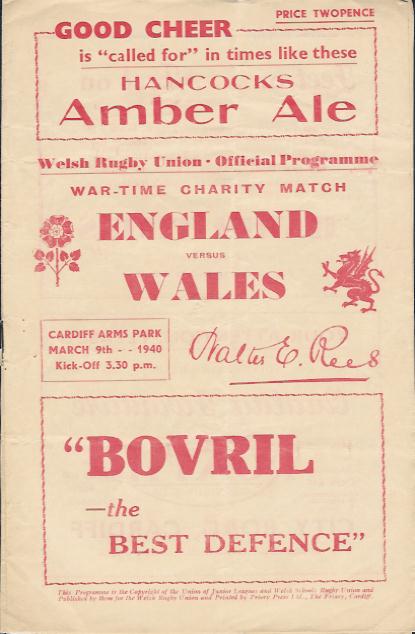 PRICE TWOPENCE
GOOD CHEER
is "called for" in times like these
HANCOCKS
Amber Ale
Welsh Rugby Union · Official Programme
WAR-TIME CHARITY MATCH
ENGLAND
VERSUS
WALES
CARDIFF ARMS PARK
MARCH 9th - - 1940
Kick-Off 3.30 p.m.
Walter E. Rees
"BOVRIL
—the
BEST DEFENCE"
This Programme is the Copyright of the Union of Junior Leagues and Welsh Schools Rugby Union and
Published by them for the Welsh Rugby Union and Printed by Priory Press Ltd., The Friary, Cardiff.